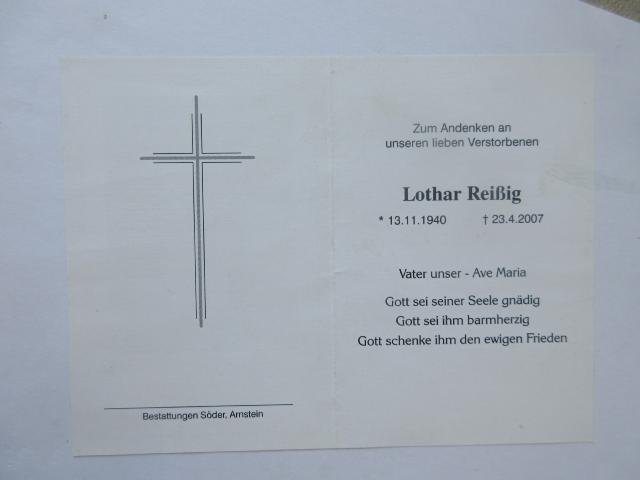 Bestattungen Söder, Arnstein
Zum Andenken an
unseren lieben Verstorbenen
Lothar Reißig
* 13.11.1940 † 23.4.2007
Vater unser - Ave Maria
Gott sei seiner Seele gnädig
Gott sei ihm barmherzig
Gott schenke ihm den ewigen Frieden